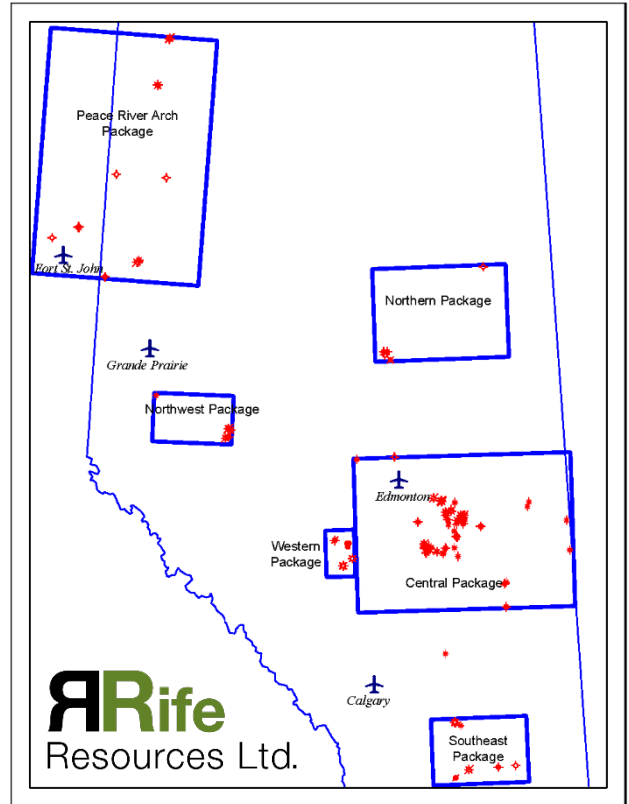 Peace River Arch
Package
Fort St. John
Northern Package
Grande Prairie
Northwest Package
Edmonton
Western
Package
Central Package
Calgary
RRife
Resources Ltd.
Southeast
Package